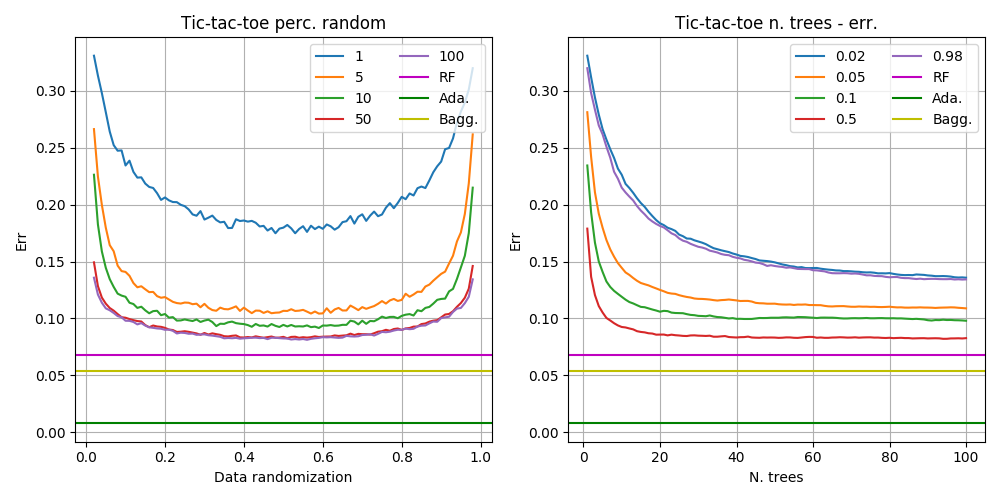 Tic-tac-toe perc. random
1
5
10
50
100
RF
Ada.
Bagg.
Err
0.30
0.25
0.20
0.15
0.10
0.05
0.00
0.0 0.2 0.4 0.6 0.8 1.0
Data randomization
Tic-tac-toe n. trees - err.
0.02
0.05
0.1
0.5
0.98
RF
Ada.
Bagg.
Err
0.30
0.25
0.20
0.15
0.10
0.05
0.00
0 20 40 60 80 100
N. trees